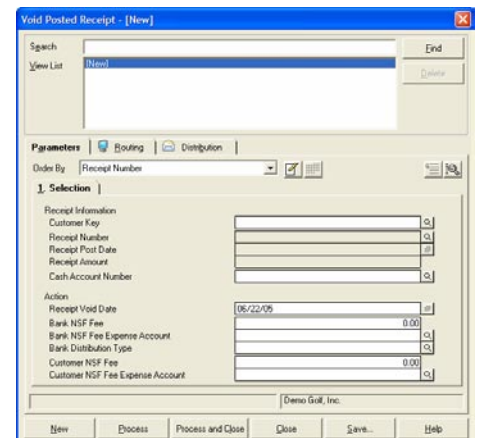 Void Posted Receipt - [New]
Search
Find
View List
[New]
Delete
Parameters
Routing
Distribution
Order By
Receipt Number
1. Selection
Receipt Information
Customer Key
Receipt Number
Receipt Post Date
Receipt Amount
Cash Account Number
Action
Receipt Void Date
06/22/05
Bank NSF Fee
0.00
Bank NSF Fee Expense Account
Bank Distribution Type
Customer NSF Fee
0.00
Customer NSF Fee Expense Account
Demo Golf, Inc.
New
Process
Process and Close
Close
Save...
Help